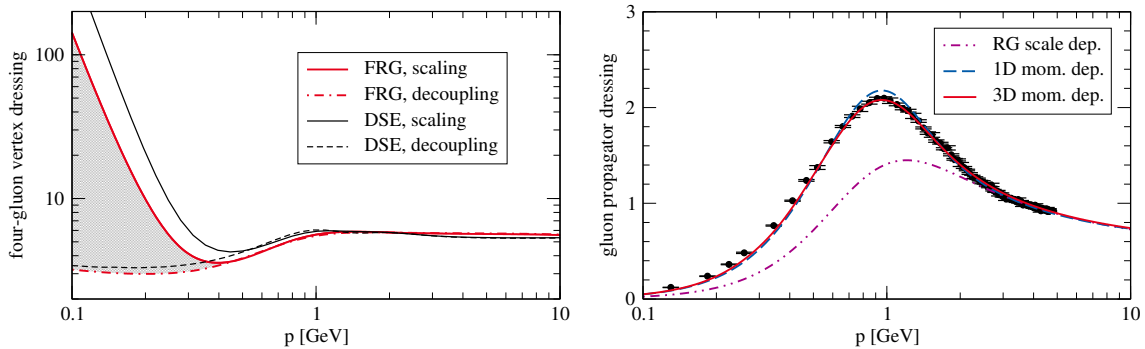 four-gluon vertex dressing
100
10
FRG, scaling
FRG, decoupling
DSE, scaling
DSE, decoupling
0.1
1
10
p [GeV]
gluon propagator dressing
3
2
1
0
RG scale dep.
1D mom. dep.
3D mom. dep.
0.1
1
10
p [GeV]